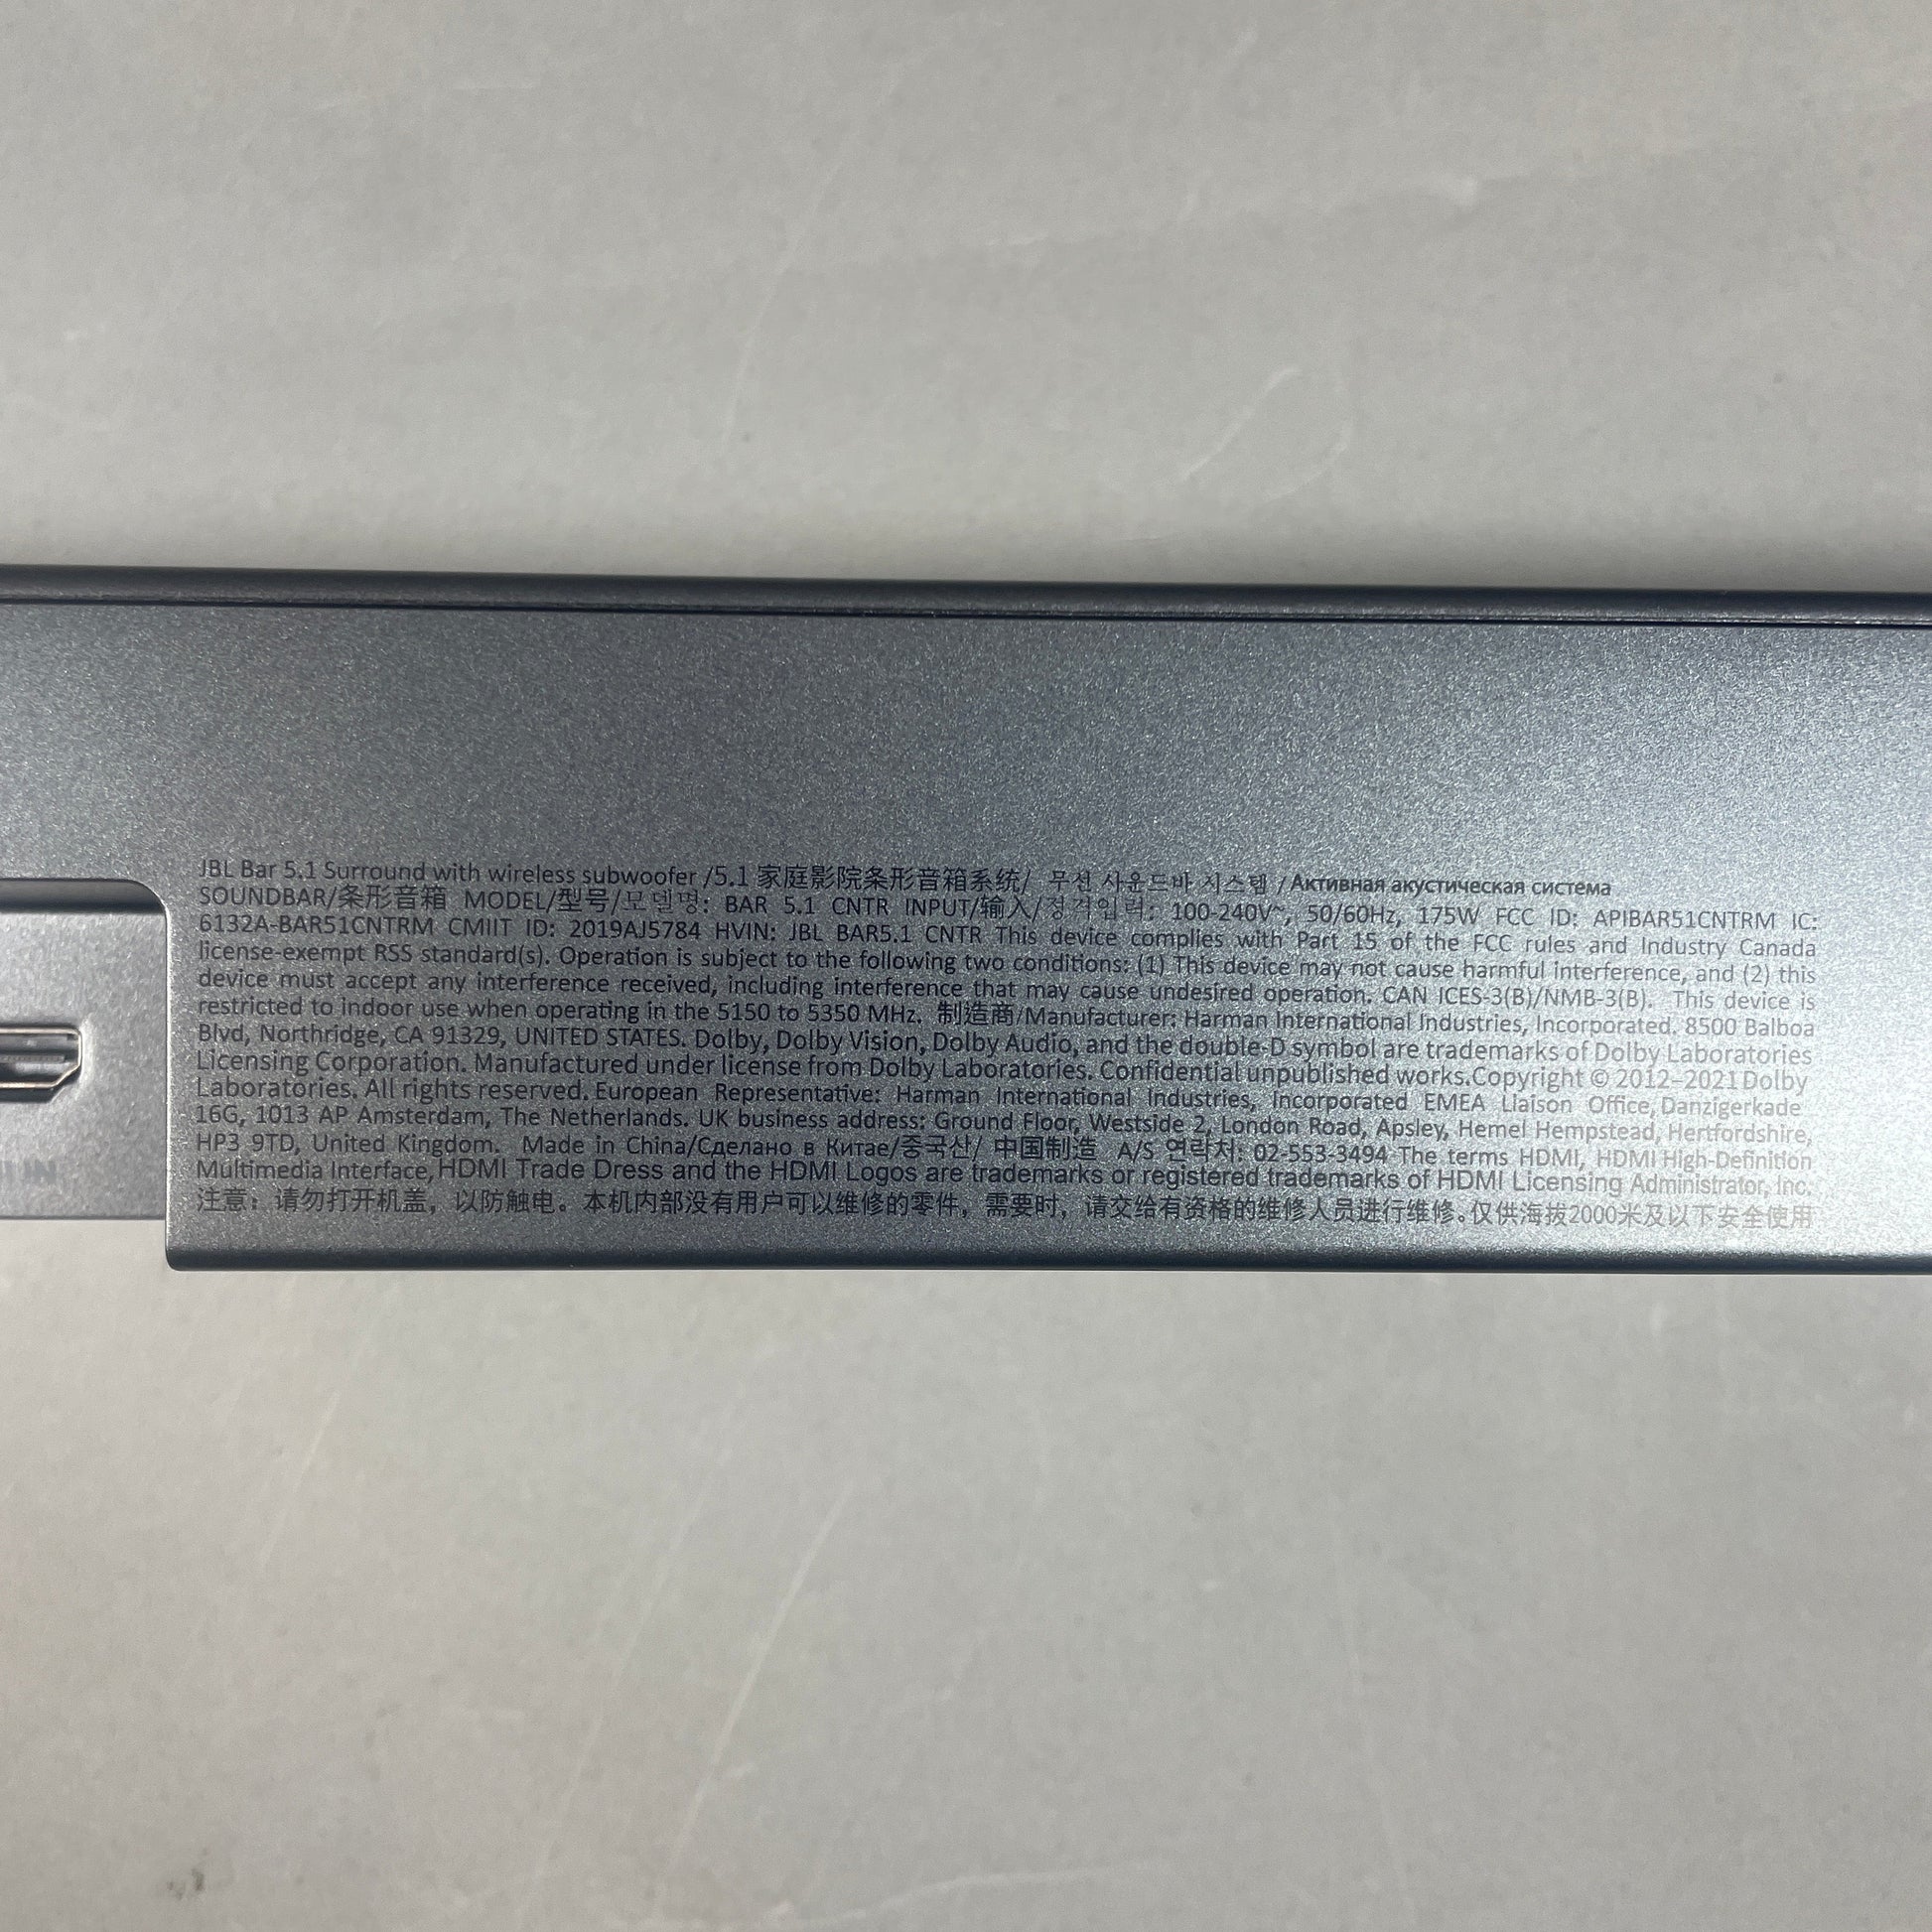 JBL Bar 5.1 Surround with wireless subwoofer /5.1 家庭影院条形音箱系统/ 무선 사운드바 시스템 /Активная акустическая система
SOUNDBAR/条形音箱 MODEL/型号/모델명: BAR 5.1 CNTR INPUT/输入/정격입력: 100-240V~, 50/60Hz, 175W FCC ID: APIBAR51CNTRM IC:
6132A-BAR51CNTRM CMIIT ID: 2019AJ5784 HVIN: JBL BAR5.1 CNTR This device complies with Part 15 of the FCC rules and Industry Canada
license-exempt RSS standard(s). Operation is subject to the following two conditions: (1) This device may not cause harmful interference, and (2) this
device must accept any interference received, including interference that may cause undesired operation. CAN ICES-3(B)/NMB-3(B). This device is
restricted to indoor use when operating in the 5150 to 5350 MHz. 制造商/Manufacturer: Harman International Industries, Incorporated. 8500 Balboa
Blvd, Northridge, CA 91329, UNITED STATES. Dolby, Dolby Vision, Dolby Audio, and the double-D symbol are trademarks of Dolby Laboratories
Licensing Corporation. Manufactured under license from Dolby Laboratories. Confidential unpublished works.Copyright © 2012–2021 Dolby
Laboratories. All rights reserved. European Representative: Harman International Industries, Incorporated EMEA Liaison Office, Danzigerkade
16G, 1013 AP Amsterdam, The Netherlands. UK business address: Ground Floor, Westside 2, London Road, Apsley, Hemel Hempstead, Hertfordshire,
HP3 9TD, United Kingdom. Made in China/Сделано в Китае/중국산/ 中国制造 A/S 연락처: 02-553-3494 The terms HDMI, HDMI High-Definition
Multimedia Interface, HDMI Trade Dress and the HDMI Logos are trademarks or registered trademarks of HDMI Licensing Administrator, Inc.
注意：请勿打开机盖，以防触电。本机内部没有用户可以维修的零件，需要时，请交给有资格的维修人员进行维修。仅供海拔2000米及以下安全使用
IN